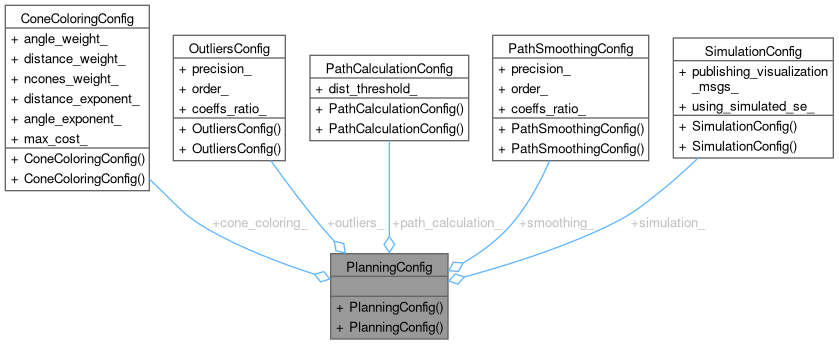 ConeColoringConfig
+ angle_weight_
+ distance_weight_
+ ncones_weight_
+ distance_exponent_
+ angle_exponent_
+ max_cost_
+ ConeColoringConfig()
+ ConeColoringConfig()
OutliersConfig
+ precision_
+ order_
+ coeffs_ratio_
+ OutliersConfig()
+ OutliersConfig()
PathCalculationConfig
+ dist_threshold_
+ PathCalculationConfig()
+ PathCalculationConfig()
PathSmoothingConfig
+ precision_
+ order_
+ coeffs_ratio_
+ PathSmoothingConfig()
+ PathSmoothingConfig()
SimulationConfig
+ publishing_visualization
_msgs_
+ using_simulated_se_
+ SimulationConfig()
+ SimulationConfig()
+cone_coloring_
+outliers_
+path_calculation_
+smoothing_
+simulation_
PlanningConfig
+ PlanningConfig()
+ PlanningConfig()